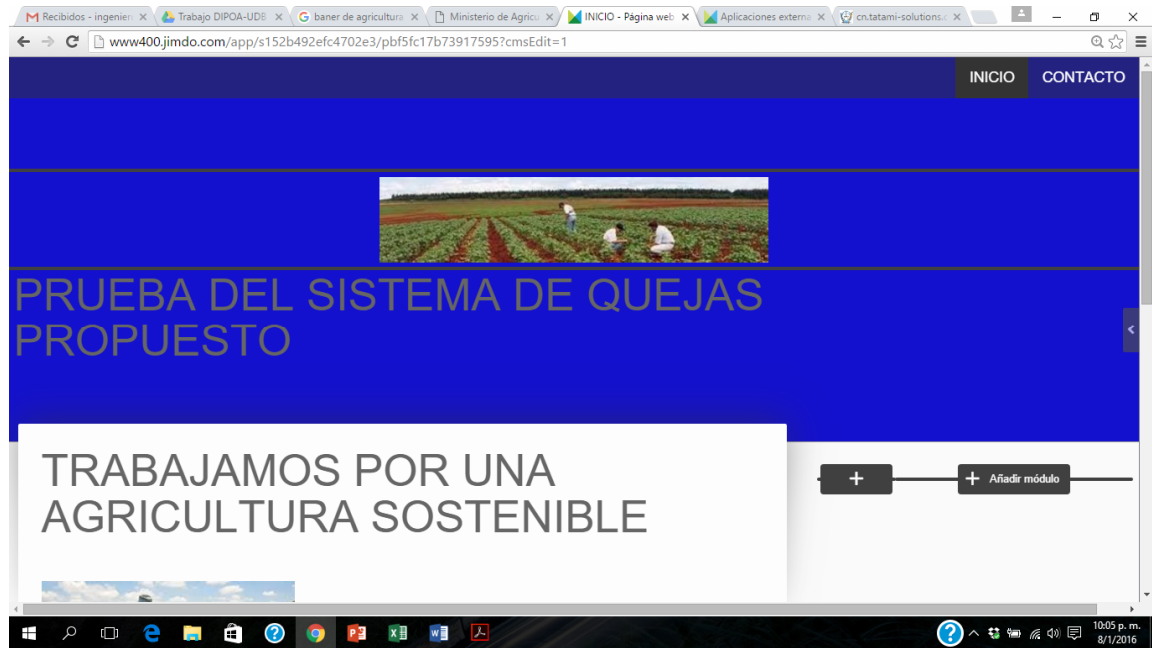 Recibidos - ingenien
Trabajo DIPOA-UDB
baner de agricultura
Ministerio de Agricu
INICIO - Página web
Aplicaciones externa
cn.tatami-solutions.c
www400.jimdo.com/app/s152b492efc4702e3/pbf5fc17b73917595?cmsEdit=1
INICIO CONTACTO
PRUEBA DEL SISTEMA DE QUEJAS
PROPUESTO
TRABAJAMOS POR UNA
AGRICULTURA SOSTENIBLE
Añadir módulo
10:05 p. m.
8/1/2016